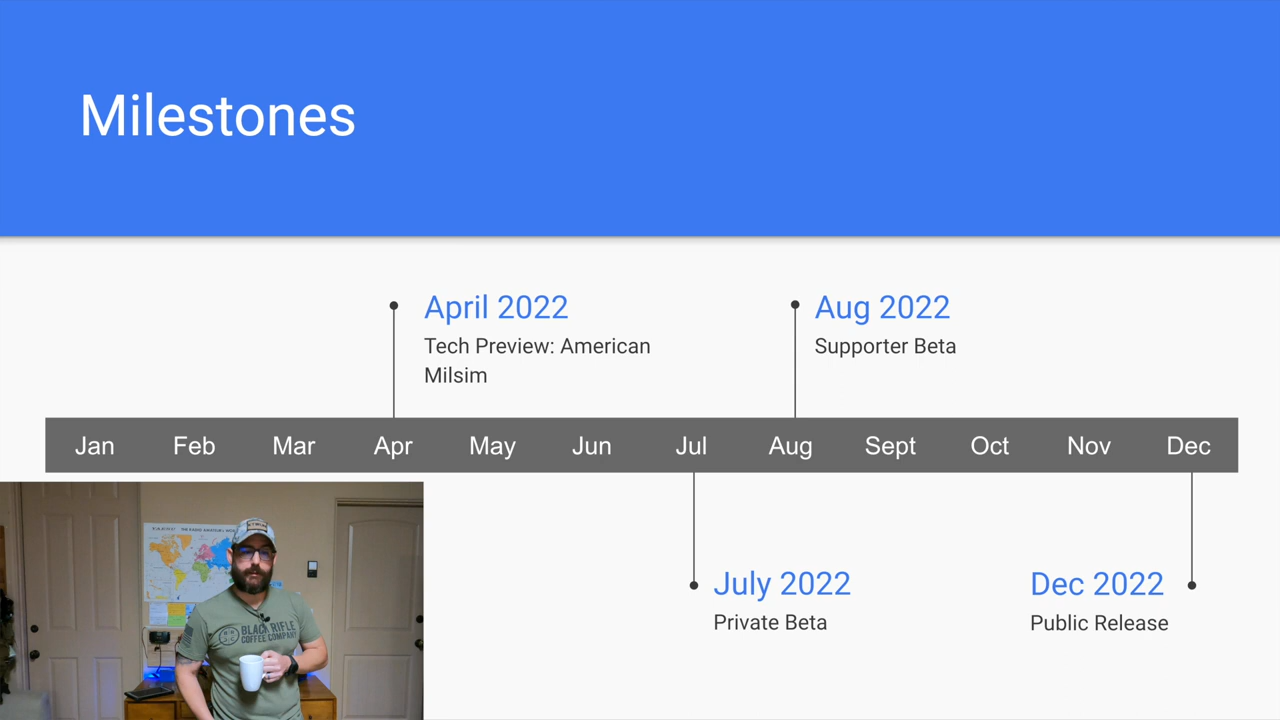 Milestones
April 2022
Tech Preview: American
Milsim
Aug 2022
Supporter Beta
Jan Feb Mar Apr May Jun Jul Aug Sept Oct Nov Dec
July 2022
Private Beta
Dec 2022
Public Release
BLACK RIFLE
COFFEE COMPANY